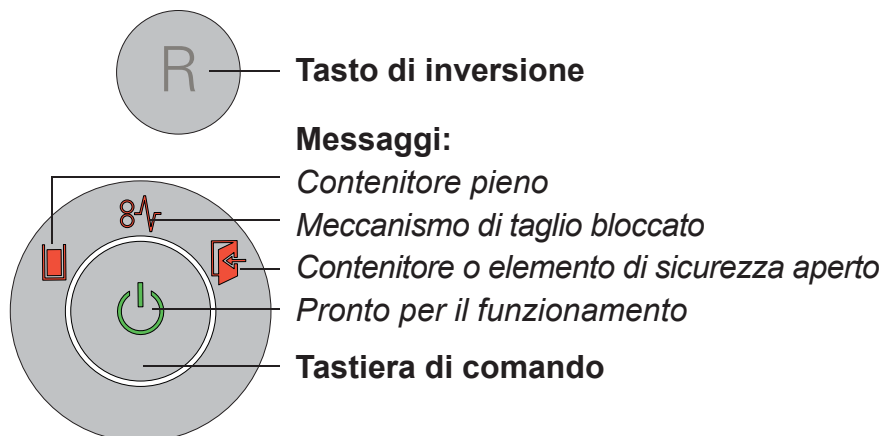 R
Tasto di inversione
Messaggi:
Contenitore pieno
Meccanismo di taglio bloccato
Contenitore o elemento di sicurezza aperto
Pronto per il funzionamento
Tastiera di comando